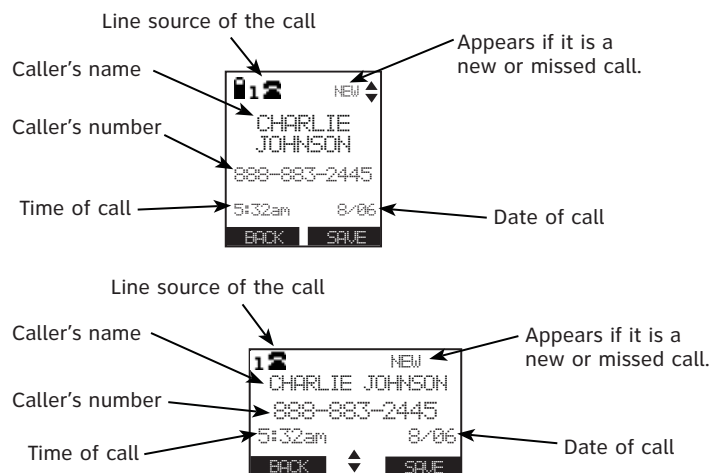 Line source of the call
Appears if it is a
new or missed call.
Caller's name
1 NEW
CHARLIE
JOHNSON
Caller's number
888-883-2445
Time of call
5:32am 8/06
Date of call
BACK SAVE
Line source of the call
Caller's name
Appears if it is a
new or missed call.
1 NEW
CHARLIE JOHNSON
Caller's number
888-883-2445
5:32am 8/06
Time of call
Date of call
BACK SAVE